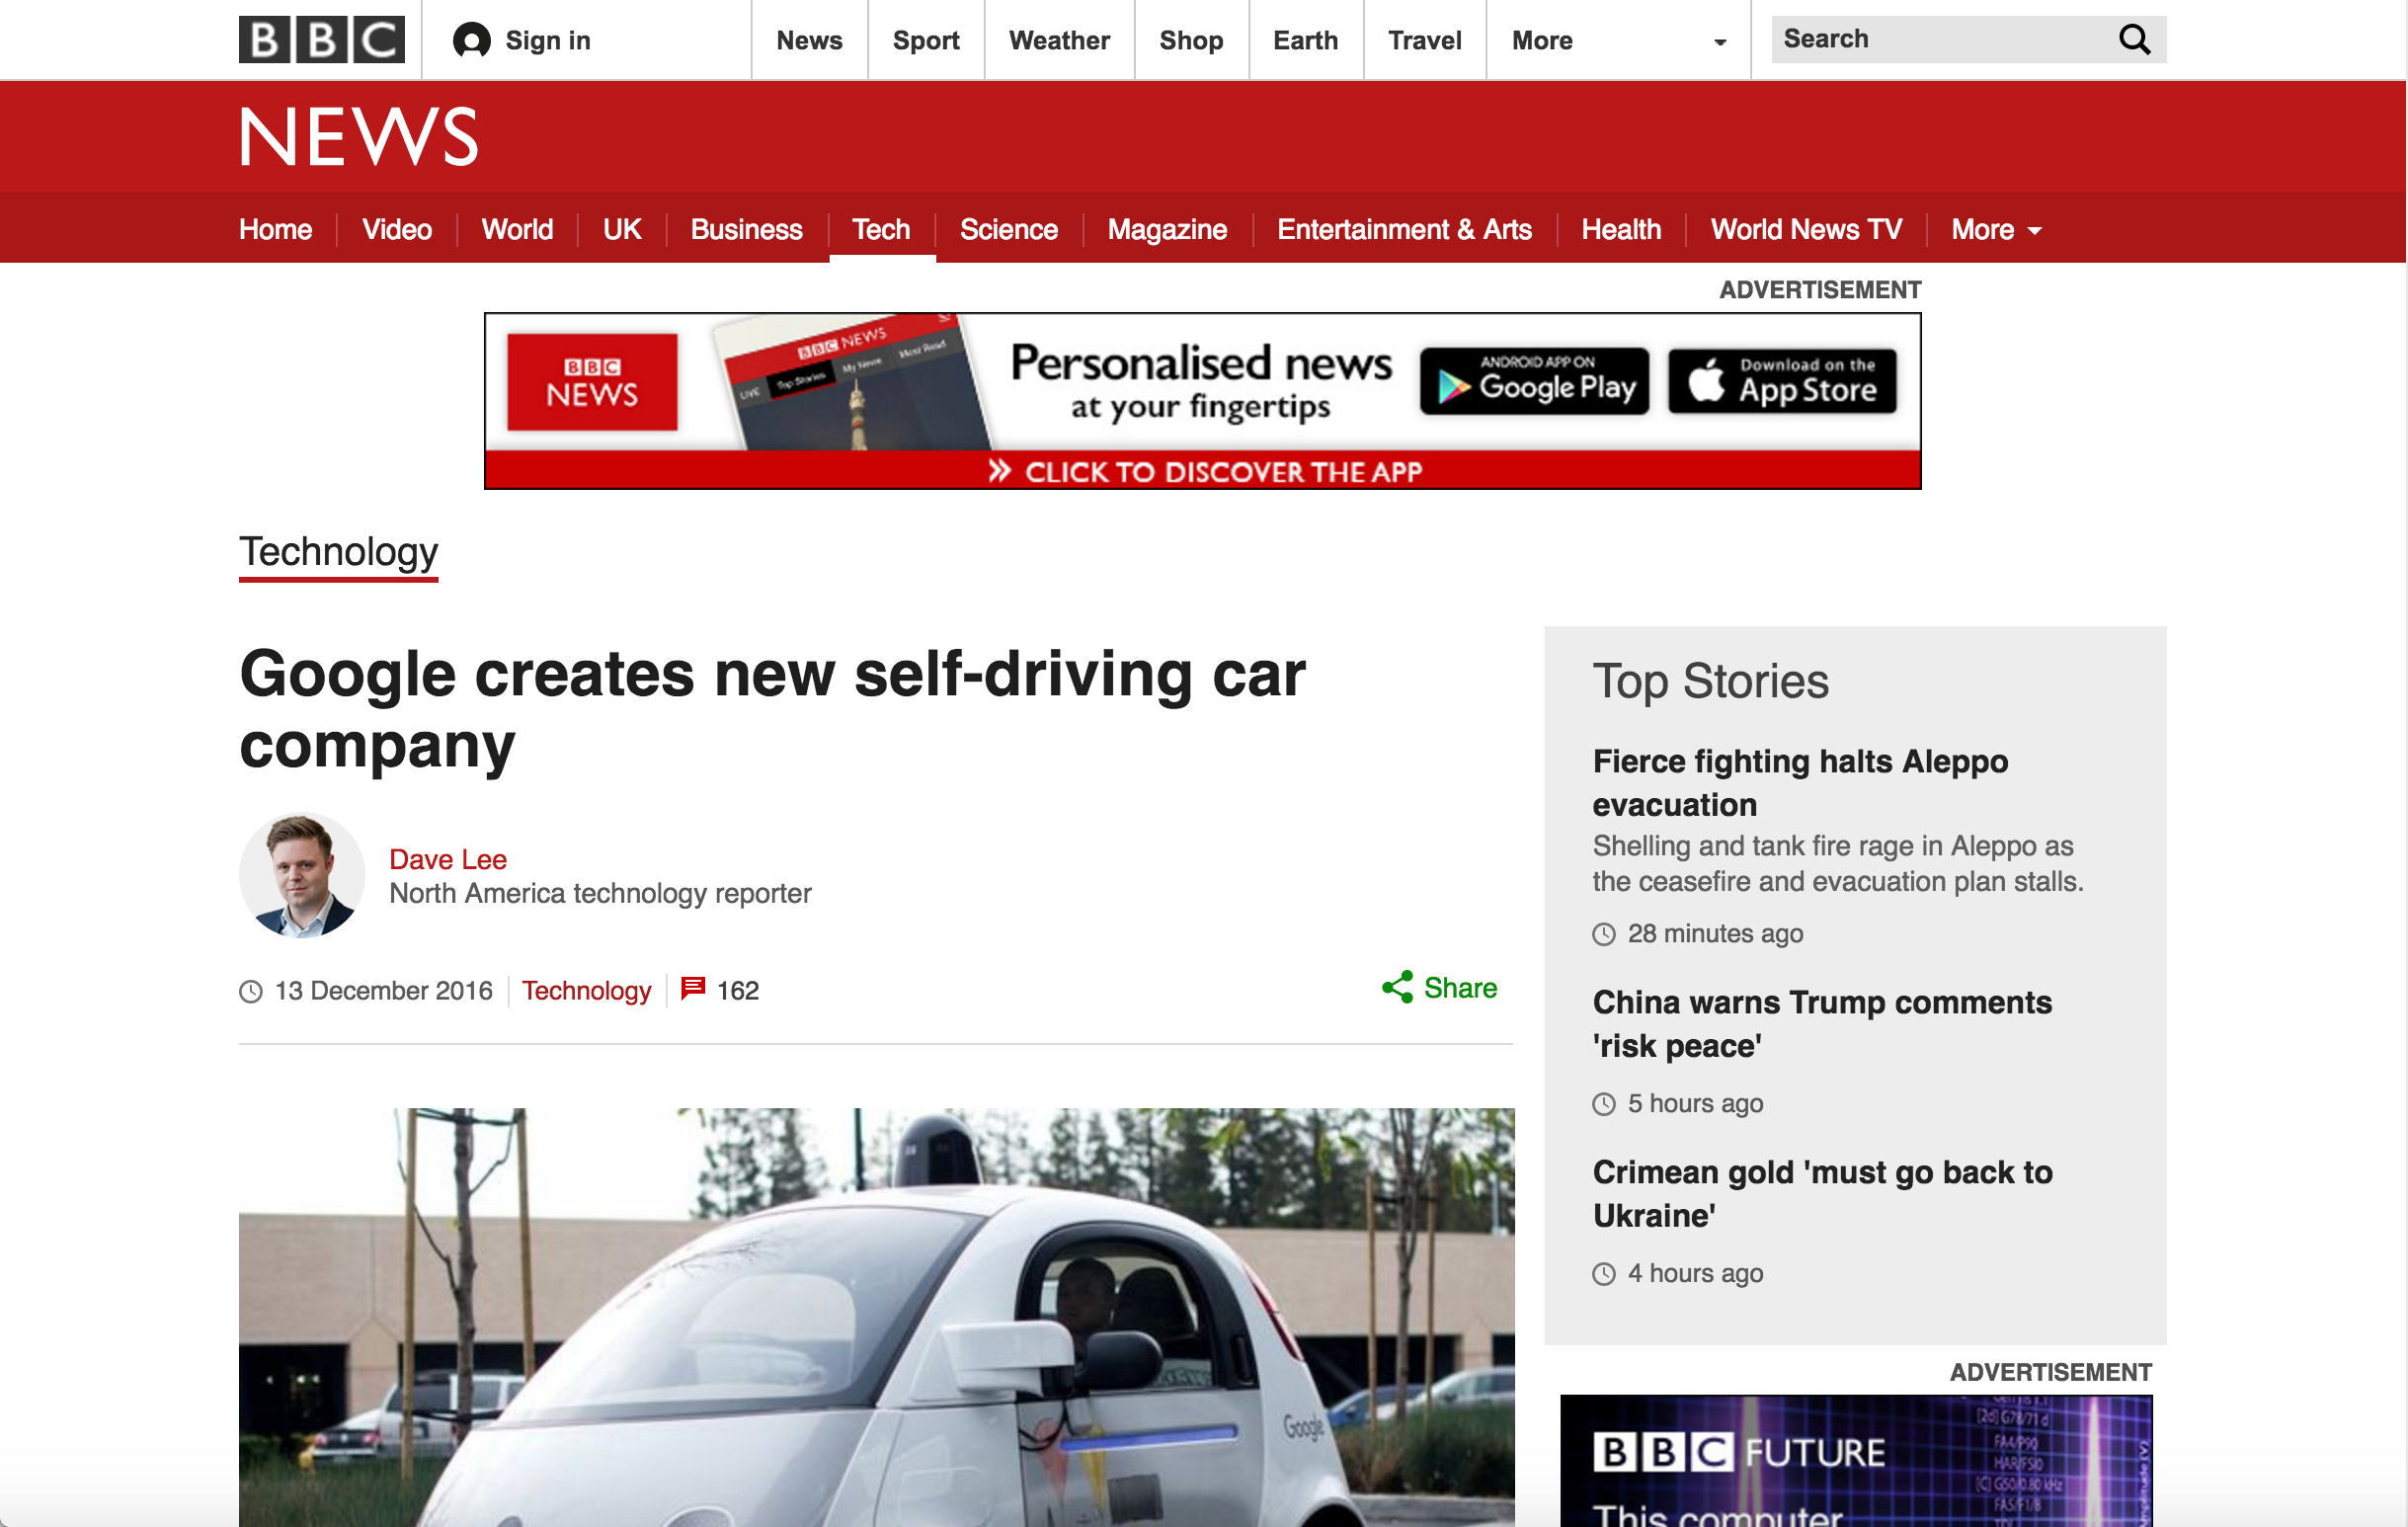 BBC
Sign in
News
Sport
Weather
Shop
Earth
Travel
More
Search
NEWS
Home
Video
World
UK
Business
Tech
Science
Magazine
Entertainment & Arts
Health
World News TV
More
ADVERTISEMENT
BBC
NEWS
BBC NEWS
LIVE
Top Stories
My News
Most Read
Personalised news
at your fingertips
ANDROID APP ON
Google Play
Download on the
App Store
» CLICK TO DISCOVER THE APP
Technology
Google creates new self-driving car
company
Dave Lee
North America technology reporter
13 December 2016
Technology
162
Share
Google
Top Stories
Fierce fighting halts Aleppo
evacuation
Shelling and tank fire rage in Aleppo as
the ceasefire and evacuation plan stalls.
28 minutes ago
China warns Trump comments
'risk peace'
5 hours ago
Crimean gold 'must go back to
Ukraine'
4 hours ago
ADVERTISEMENT
BBC FUTURE
This computer